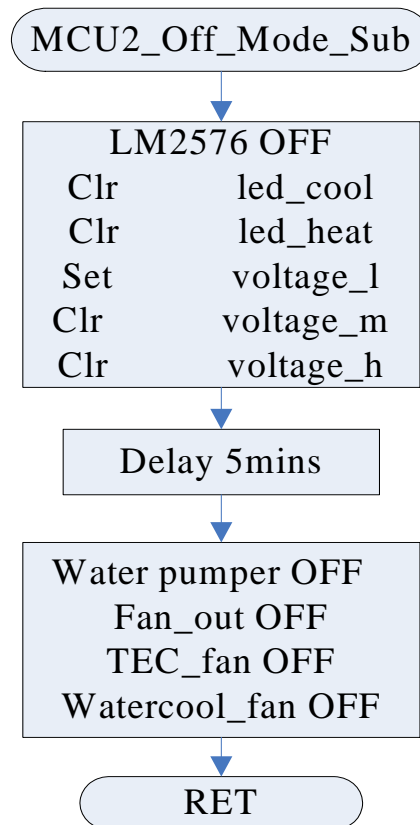 MCU2_Off_Mode_Sub
LM2576 OFF
Clr led_cool
Clr led_heat
Set voltage_l
Clr voltage_m
Clr voltage_h
Delay 5mins
Water pumper OFF
Fan_out OFF
TEC_fan OFF
Watercool_fan OFF
RET